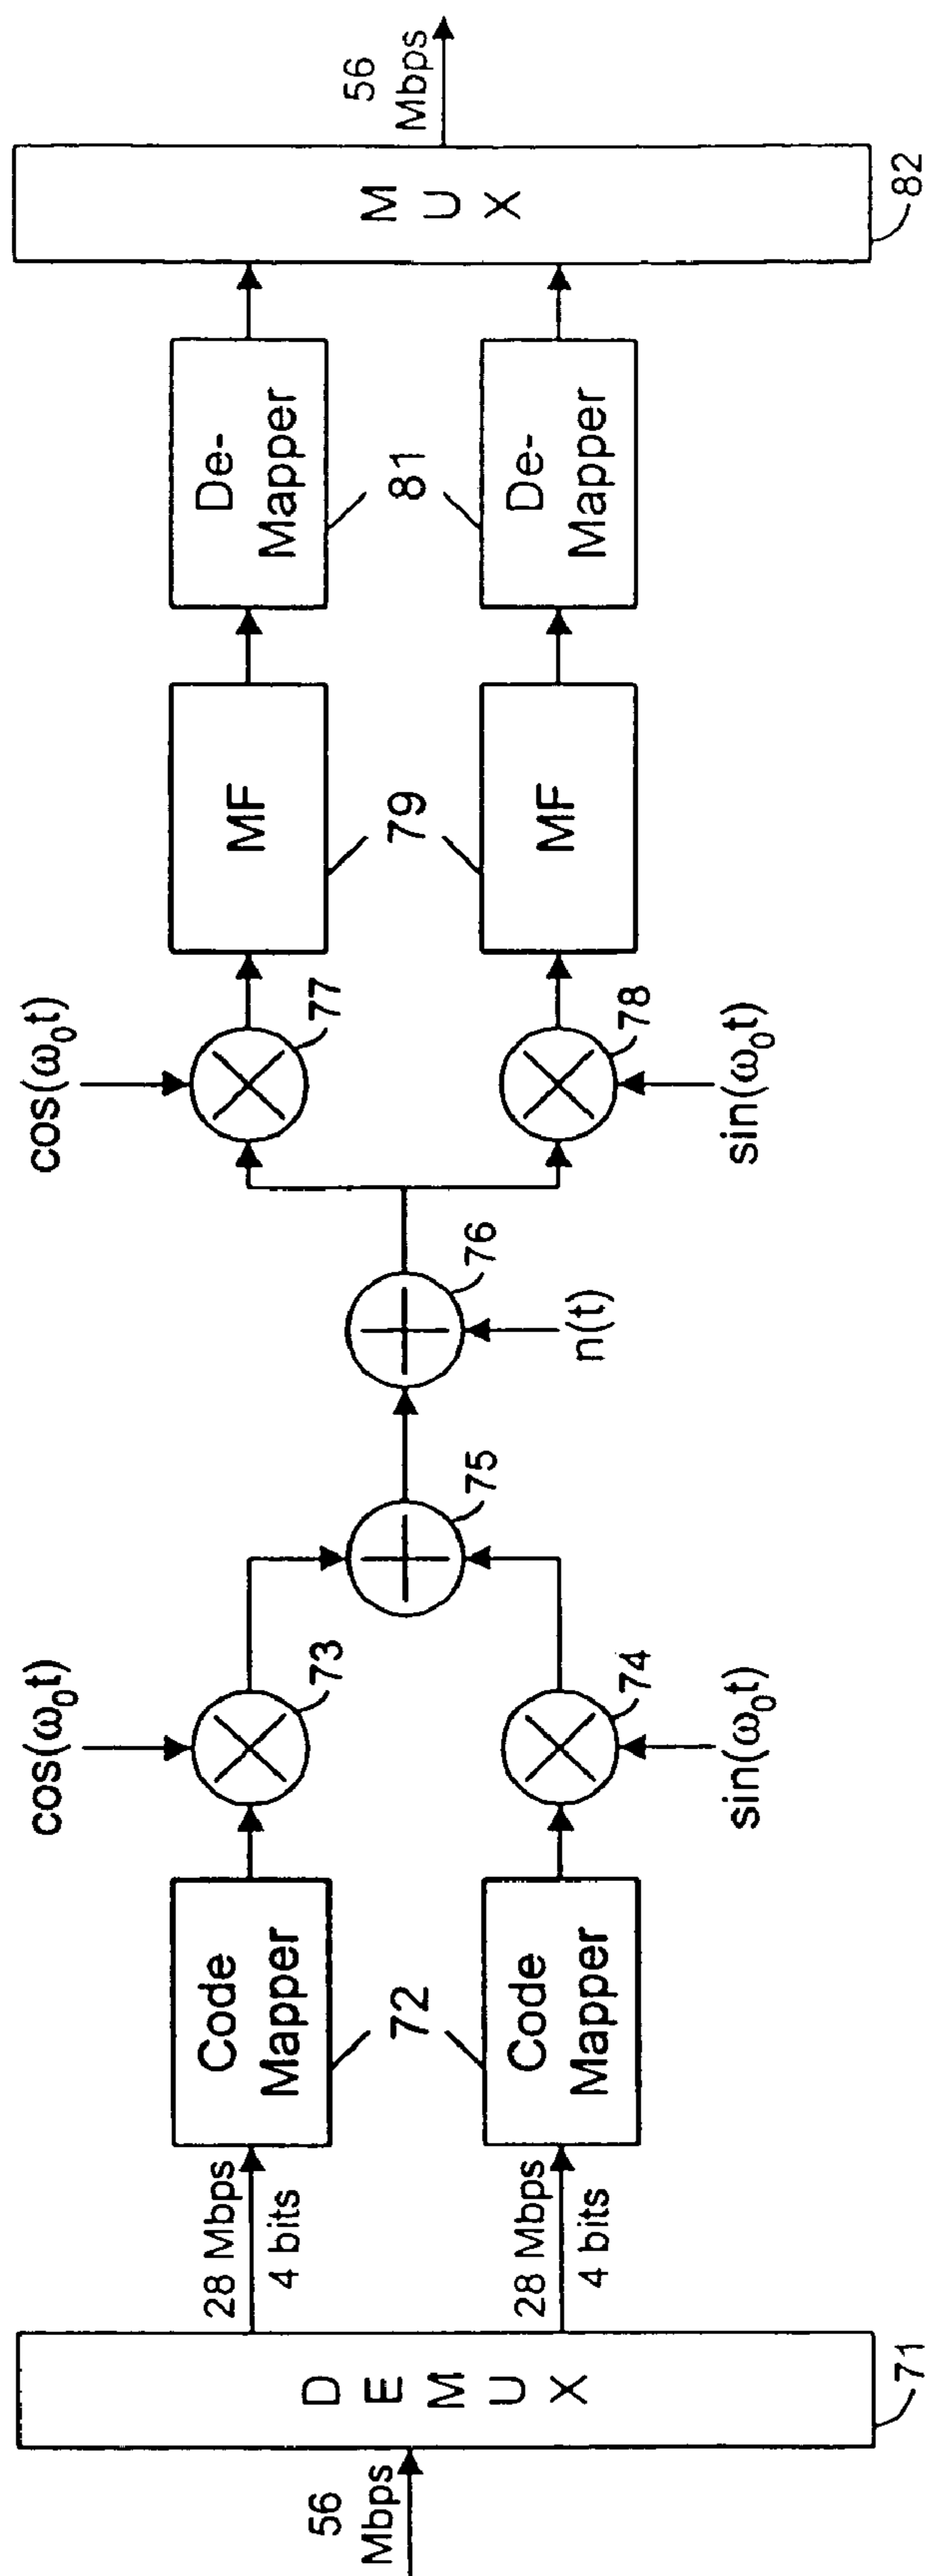 56
Mbps
D
E
M
U
X
71
28 Mbps
4 bits
28 Mbps
4 bits
Code
Mapper
72
Code
Mapper
cos(ω₀t)
73
74
sin(ω₀t)
75
76
n(t)
cos(ω₀t)
77
78
sin(ω₀t)
MF
79
MF
De-
Mapper
81
De-
Mapper
M
U
X
82
56
Mbps